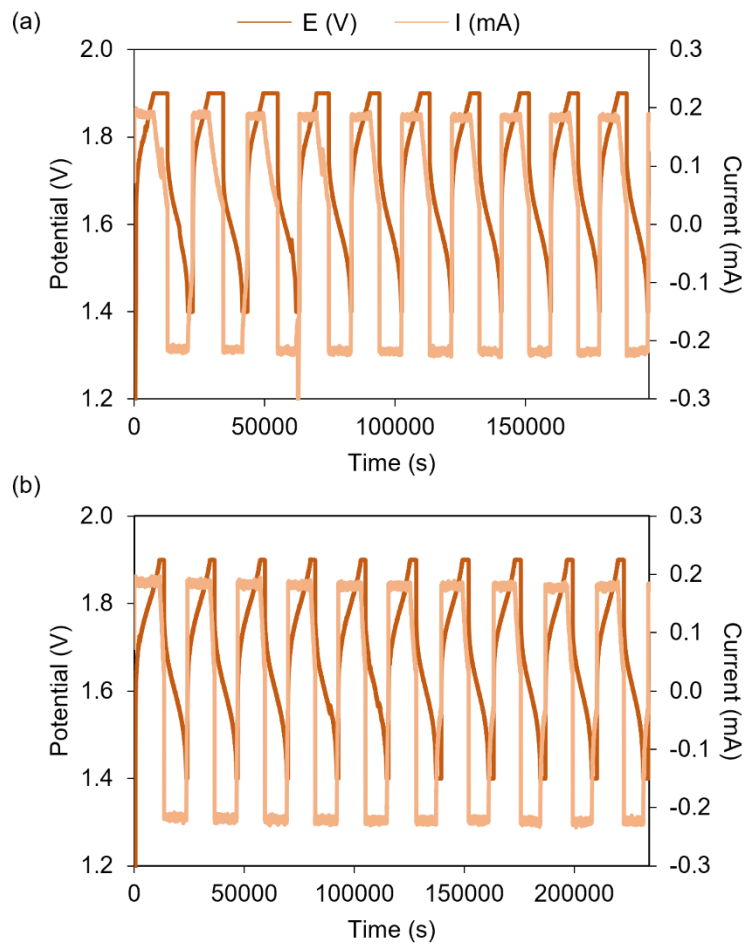 (a)
E (V) I (mA)
2.0
1.8
1.6
1.4
1.2
Potential (V)
0.3
0.2
0.1
0.0
-0.1
-0.2
-0.3
Current (mA)
0 50000 100000 150000
Time (s)
(b)
2.0
1.8
1.6
1.4
1.2
Potential (V)
0.3
0.2
0.1
0.0
-0.1
-0.2
-0.3
Current (mA)
0 50000 100000 150000 200000
Time (s)